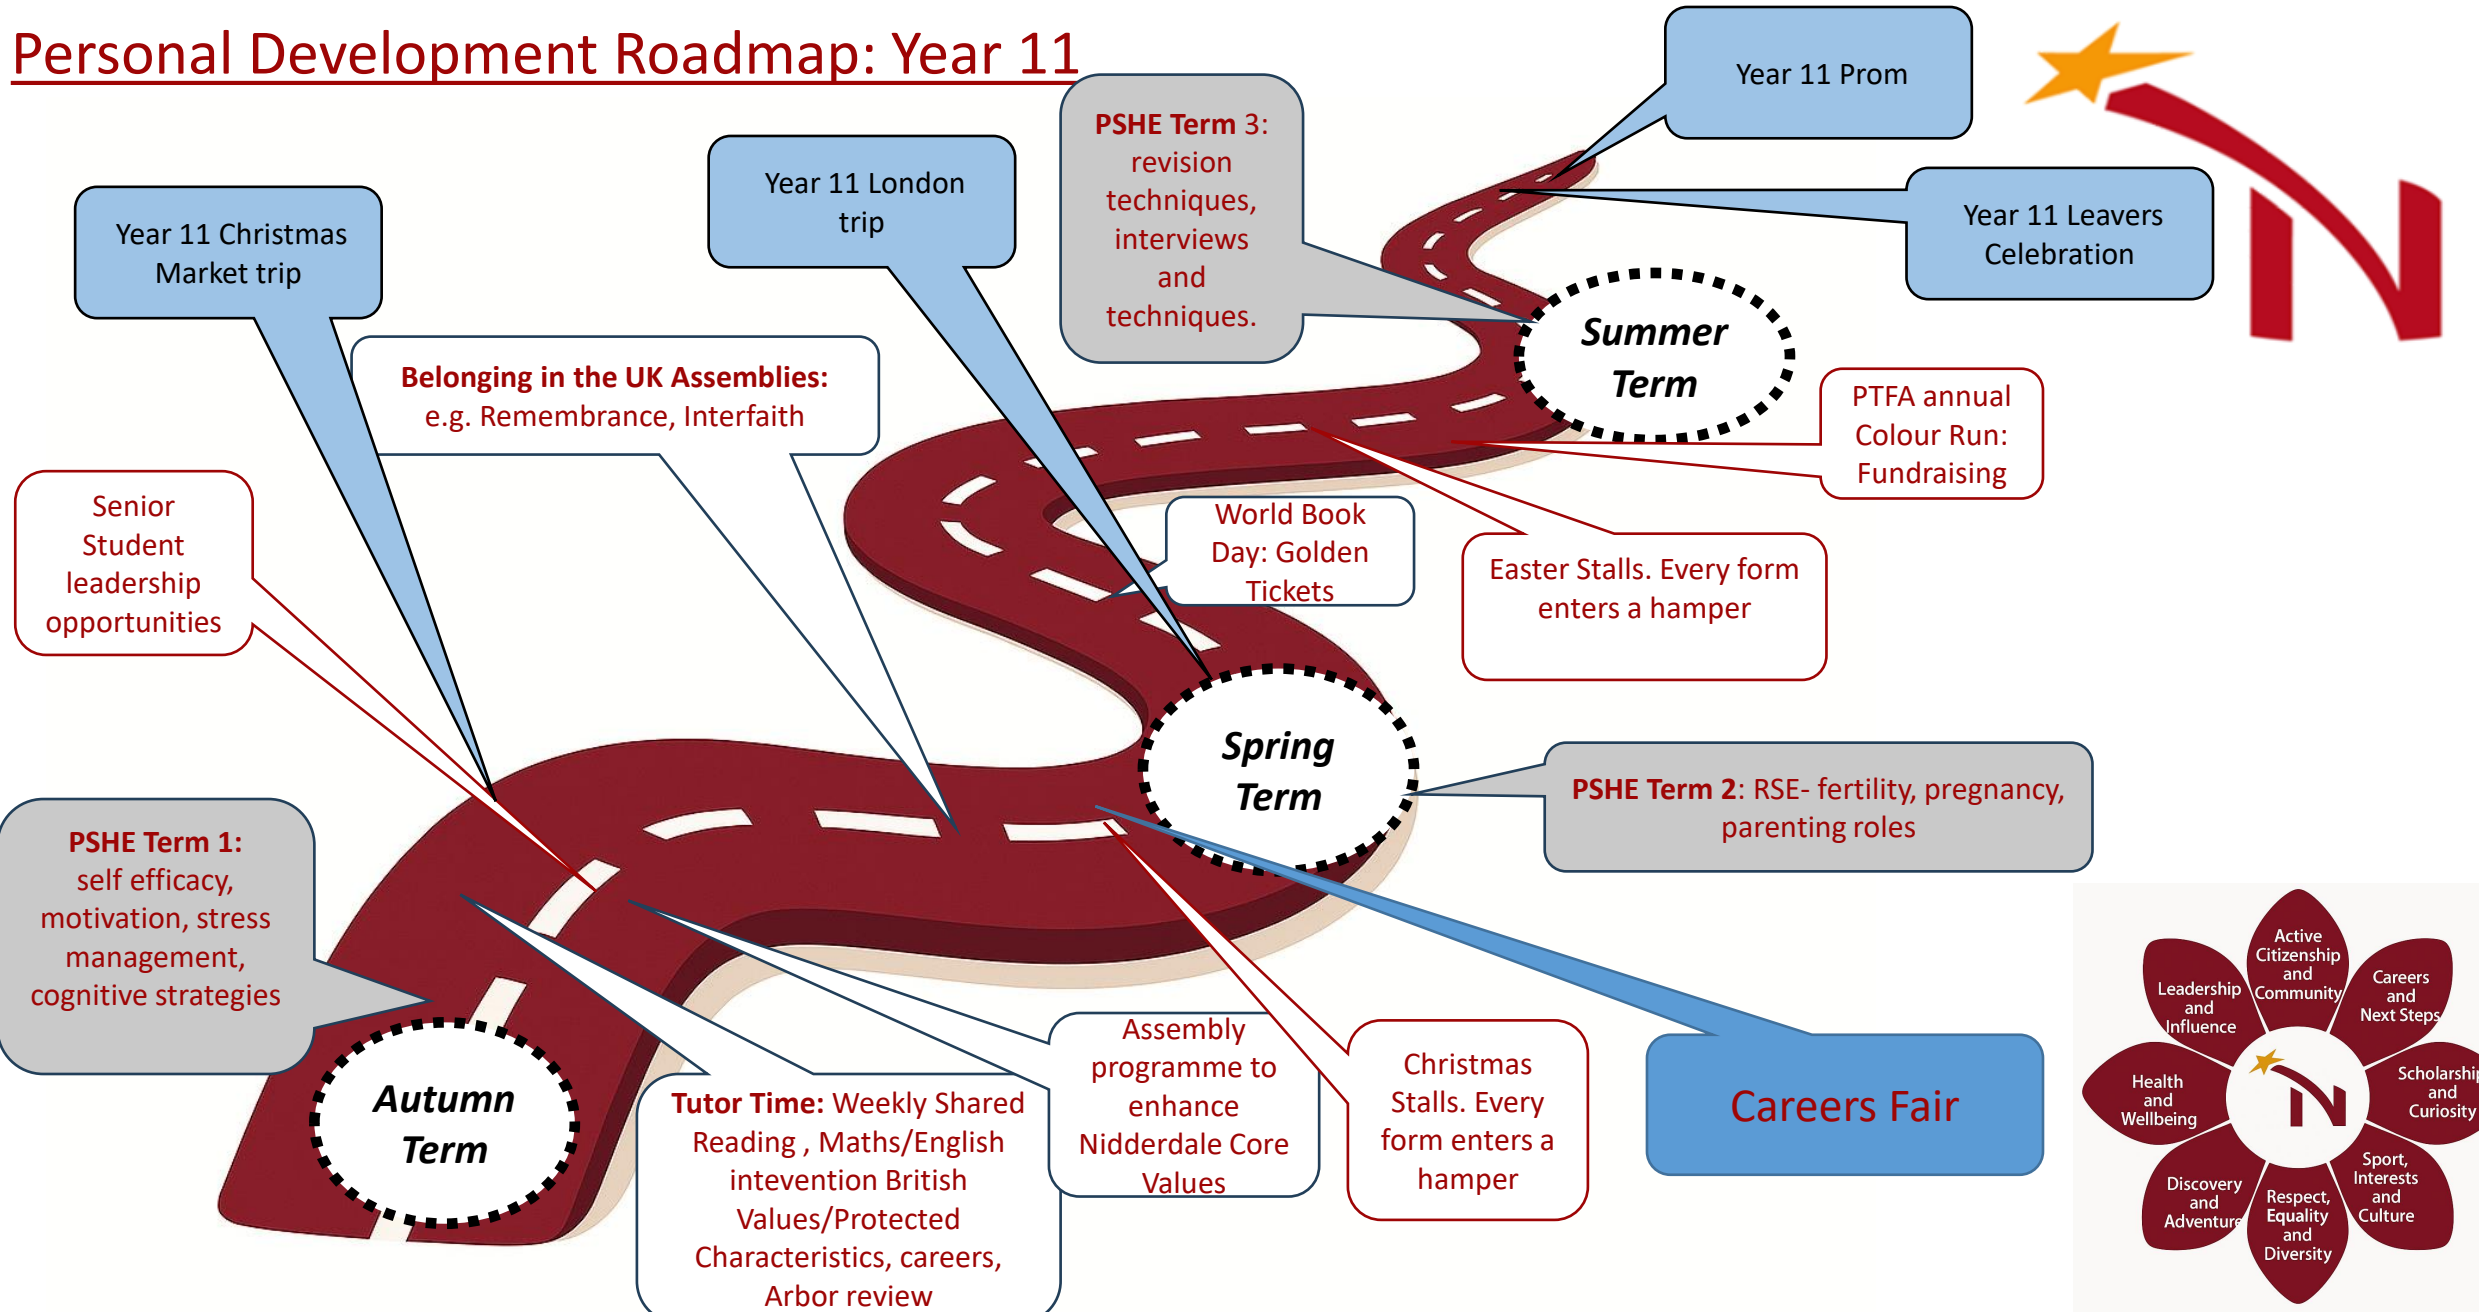 Personal Development Roadmap: Year 11
Year 11 Prom
PSHE Term 3:
revision
techniques,
interviews
and
techniques.
Year 11 London
trip
Year 11 Leavers
Celebration
Year 11 Christmas
Market trip
Summer
Term
Belonging in the UK Assemblies:
e.g. Remembrance, Interfaith
PTFA annual
Colour Run:
Fundraising
Senior
Student
leadership
opportunities
World Book
Day: Golden
Tickets
Easter Stalls. Every form
enters a hamper
Spring
Term
PSHE Term 2: RSE- fertility, pregnancy,
parenting roles
PSHE Term 1:
self efficacy,
motivation, stress
management,
cognitive strategies
Autumn
Term
Tutor Time: Weekly Shared
Reading , Maths/English
intevention British
Values/Protected
Characteristics, careers,
Arbor review
Assembly
programme to
enhance
Nidderdale Core
Values
Christmas
Stalls. Every
form enters a
hamper
Careers Fair
Active
Citizenship
and
Community
Careers
and
Next Steps
Scholarship
and
Curiosity
Sport,
Interests
and
Culture
Respect,
Equality
and
Diversity
Discovery
and
Adventure
Health
and
Wellbeing
Leadership
and
Influence
N
N